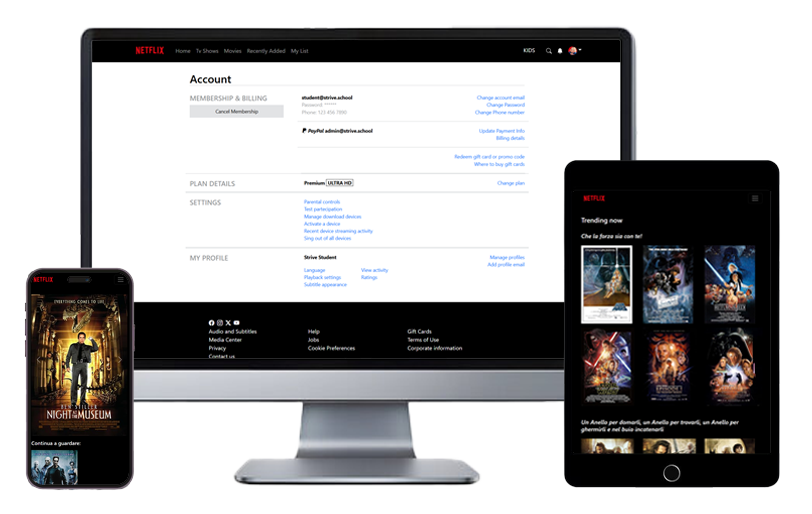 NETFLIX Home Tv Shows Movies Recently Added My List KIDS
Account
MEMBERSHIP & BILLING
Cancel Membership
student@strive.school
Password: ******
Phone: 123 456 7890
Change account email
Change Password
Change Phone number
PayPal admin@strive.school
Update Payment Info
Billing details
Redeem gift card or promo code
Where to buy gift cards
PLAN DETAILS
Premium ULTRA HD
Change plan
SETTINGS
Parental controls
Test partecipation
Manage download devices
Activate a device
Recent device streaming activity
Sing out of all devices
MY PROFILE
Strive Student
Language
Playback settings
Subtitle appearance
View activity
Ratings
Manage profiles
Add profile email
Audio and Subtitles
Media Center
Privacy
Contact us
Help
Jobs
Cookie Preferences
Gift Cards
Terms of Use
Corporate information
NETFLIX
EVERYTHING COMES TO LIFE
BEN STILLER
NIGHT AT THE MUSEUM
Continua a guardare:
NETFLIX
Trending now
Che la forza sia con te!
Un Anello per domarli, un Anello per trovarli, un Anello per
ghermirli e nel buio incatenarli